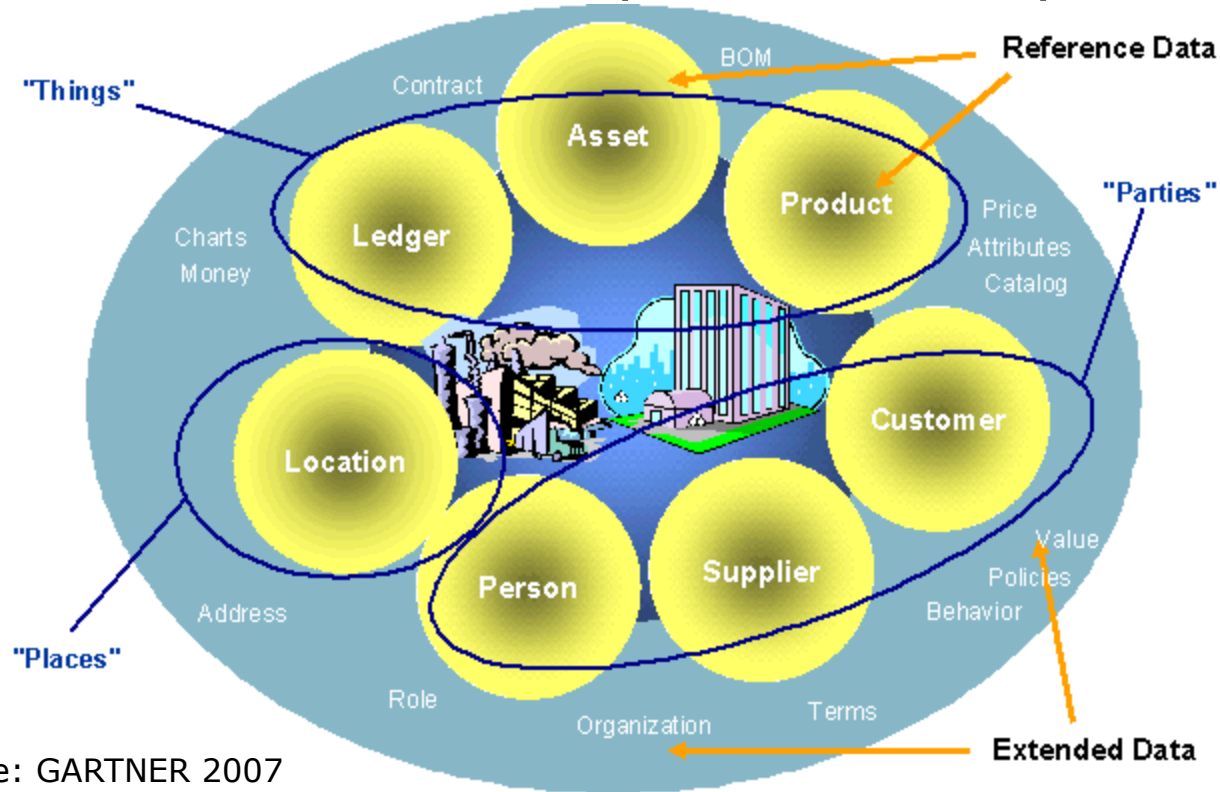 BOM
Reference Data
"Things"
Contract
Asset
"Parties"
Product
Price
Ledger
Charts
Attributes
Money
Catalog
Customer
Location
Value
Supplier
Policies
Person
Address
Behavior
"Places"
Role
Organization
Terms
Extended Data
e: GARTNER 2007